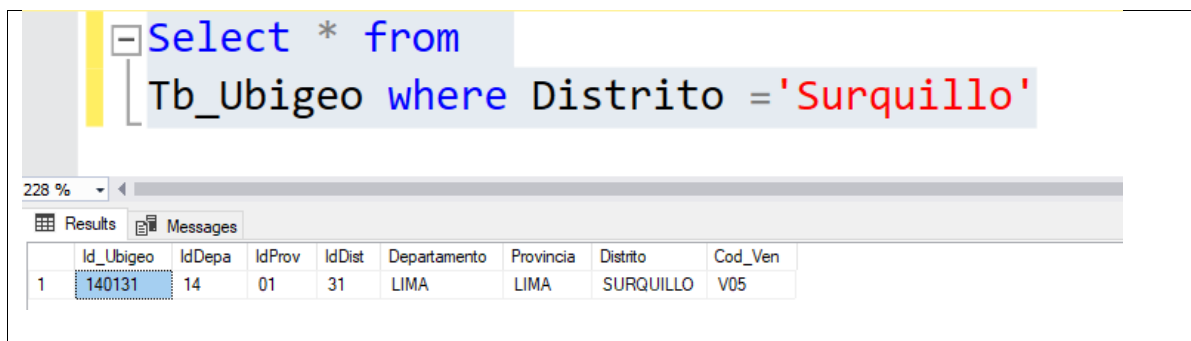 Select * from
Tb_Ubigeo where Distrito ='Surquillo'
228 %
Results Messages
Id_Ubigeo IdDepa IdProv IdDist Departamento Provincia Distrito Cod_Ven
1 140131 14 01 31 LIMA LIMA SURQUILLO V05